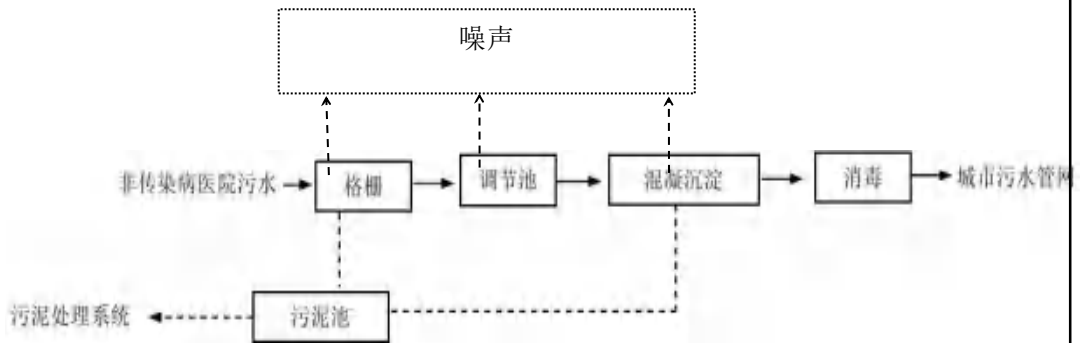 噪声
非传染病医院污水
格栅
调节池
混凝沉淀
消毒
城市污水管网
污泥处理系统
污泥池